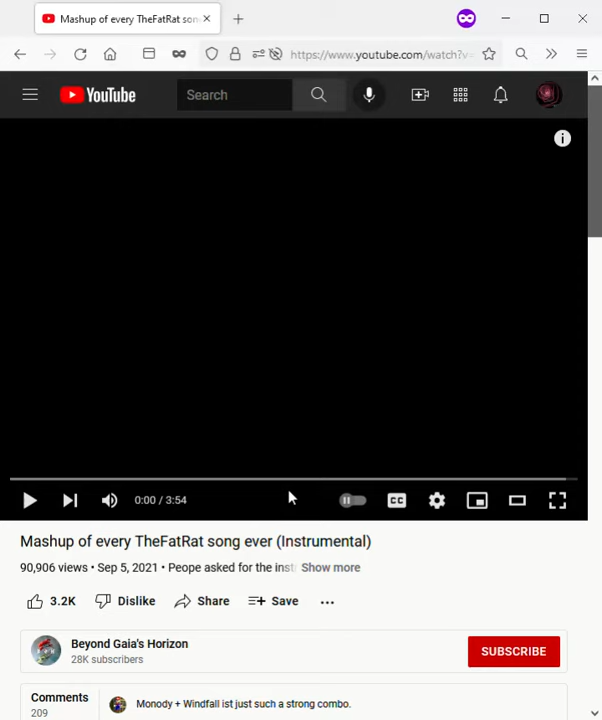 Mashup of every TheFatRat son
https://www.youtube.com/watch?v=
YouTube
Search
0:00 / 3:54
CC
Mashup of every TheFatRat song ever (Instrumental)
90,906 views • Sep 5, 2021 • Peope asked for the inst Show more
3.2K Dislike Share Save
Beyond Gaia's Horizon
28K subscribers
SUBSCRIBE
Comments
209
Monody + Windfall ist just such a strong combo.